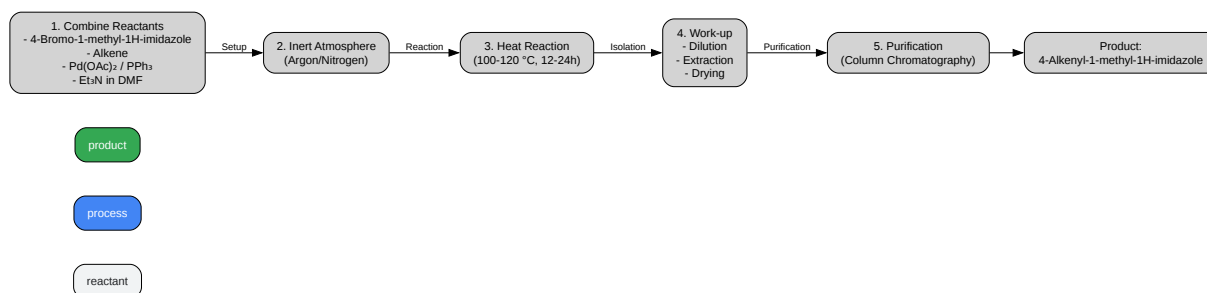 1. Combine Reactants
- 4-Bromo-1-methyl-1H-imidazole
- Alkene
- Pd(OAc)₂ / PPh₃
- Et₃N in DMF
Setup
2. Inert Atmosphere
(Argon/Nitrogen)
Reaction
3. Heat Reaction
(100-120 °C, 12-24h)
Isolation
4. Work-up
- Dilution
- Extraction
- Drying
Purification
5. Purification
(Column Chromatography)
Product:
4-Alkenyl-1-methyl-1H-imidazole
product
process
reactant